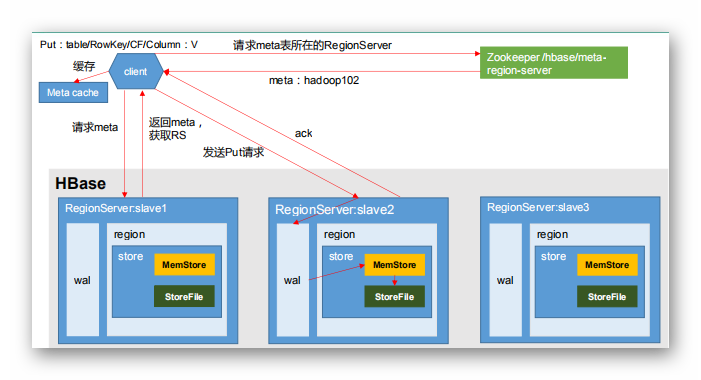 Put：table/RowKey/CF/Column：V
请求meta表所在的RegionServer
Zookeeper /hbase/meta-
region-server
client
缓存
Meta cache
meta：hadoop102
请求meta
返回meta，
获取RS
ack
发送Put请求
HBase
RegionServer:slave1
wal
region
store
MemStore
StoreFile
RegionServer:slave2
wal
region
store
MemStore
StoreFile
RegionServer:slave3
wal
region
store
MemStore
StoreFile